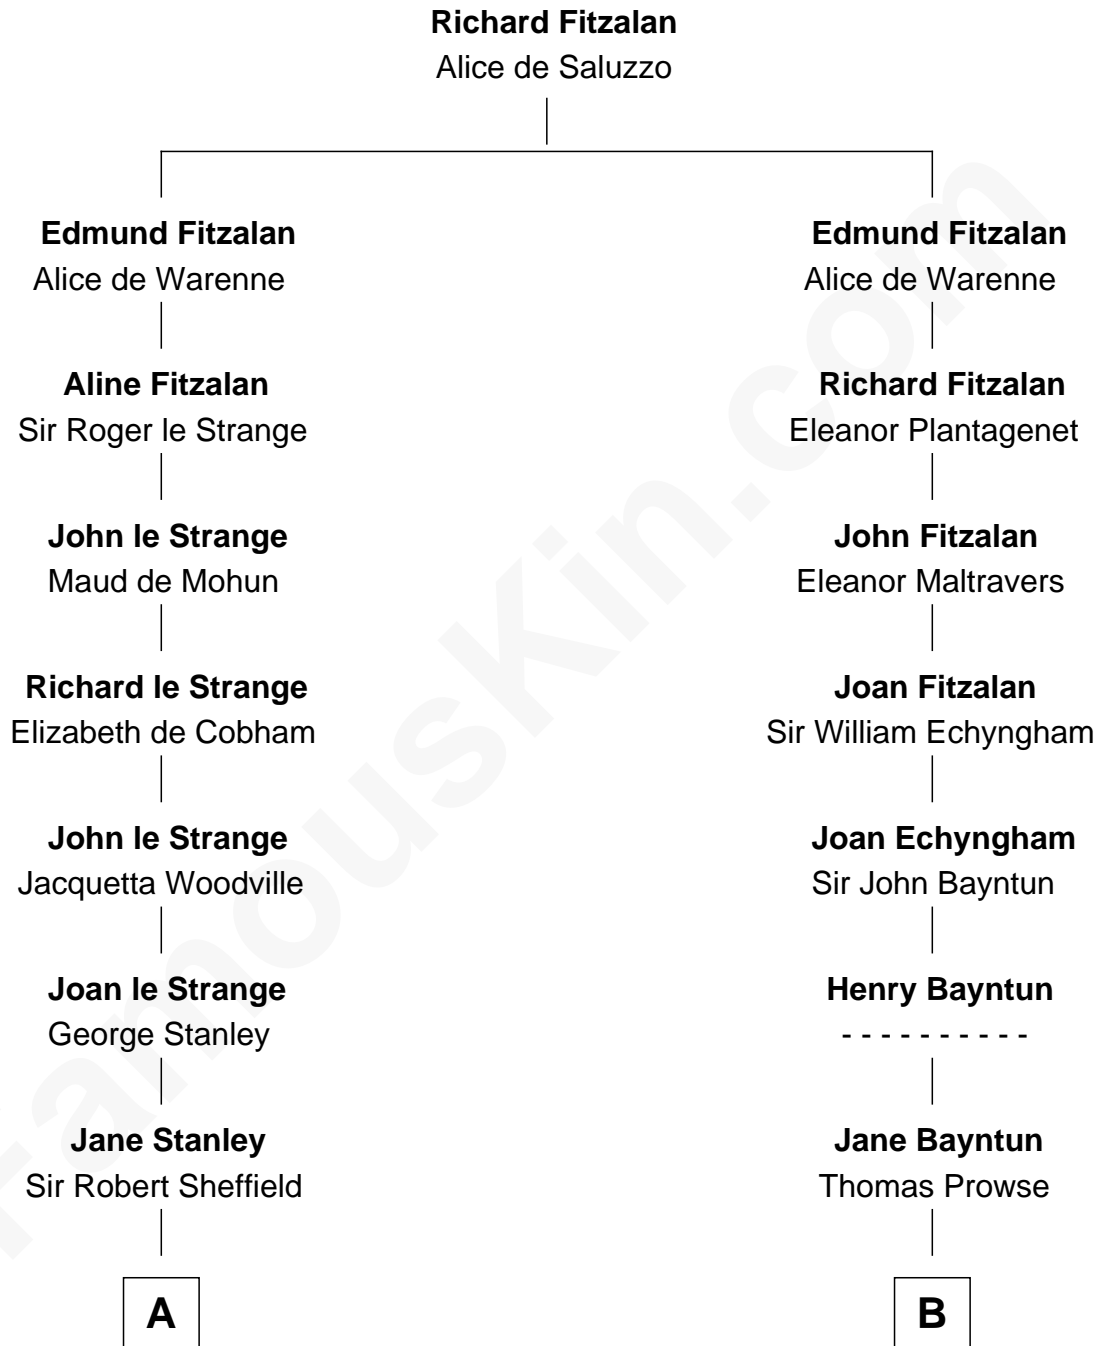 Richard Fitzalan
Alice de Saluzzo
Edmund Fitzalan
Alice de Warenne
Edmund Fitzalan
Alice de Warenne
Aline Fitzalan
Sir Roger le Strange
Richard Fitzalan
Eleanor Plantagenet
John le Strange
Maud de Mohun
John Fitzalan
Eleanor Maltravers
Richard le Strange
Elizabeth de Cobham
Joan Fitzalan
Sir William Echyngham
John le Strange
Jacquetta Woodville
Joan Echyngham
Sir John Bayntun
Joan le Strange
George Stanley
Henry Bayntun
- - - - - - - - - -
Jane Stanley
Sir Robert Sheffield
Jane Bayntun
Thomas Prowse
A
B
FamousKin.com